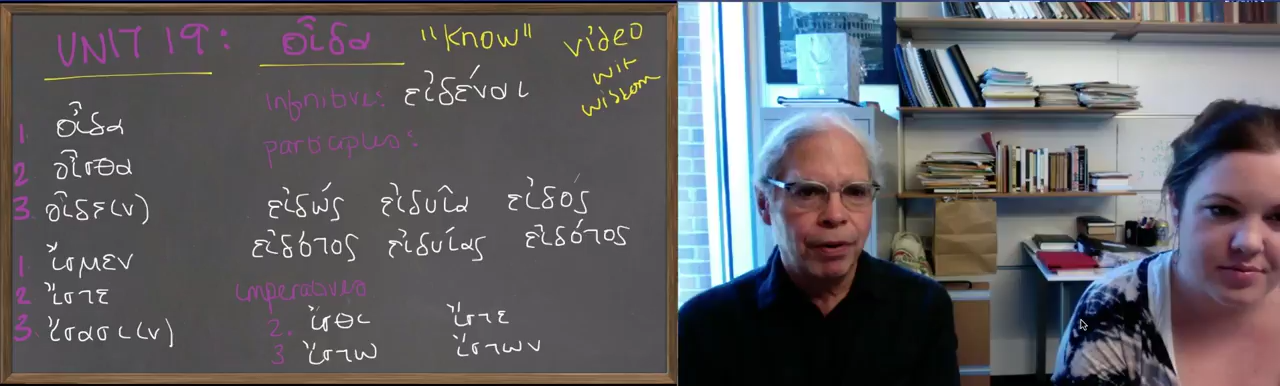 UNIT 19: οἶδα "know" video
wit
wisdom
infinitive: εἰδέναι
participles:
1. οἶδα
2 οἶσθα
3. οἶδε(ν)
1 ἴσμεν
2 ἴστε
3. ἴσασι(ν)
εἰδώς εἰδυῖα εἰδός
εἰδότος εἰδυίας εἰδότος
imperatives
2. ἴσθι ἴστε
3 ἴστω ἴστων